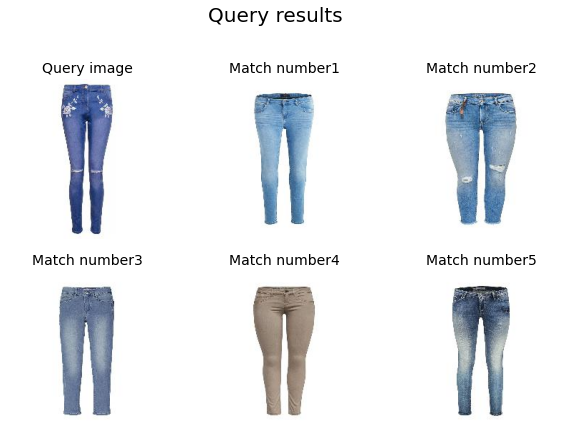 Query results
Query image
Match number1
Match number2
Match number3
Match number4
Match number5